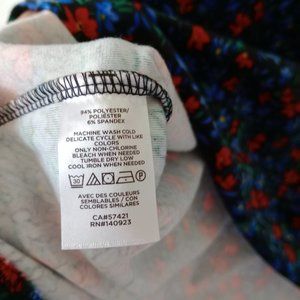 94% POLYESTER/
POLIESTER
6% SPANDEX
MACHINE WASH COLD
DELICATE CYCLE WITH LIKE
COLORS
ONLY NON-CHLORINE
BLEACH WHEN NEEDED
TUMBLE DRY LOW
COOL IRON WHEN NEEDED
30
P
AVEC DES COULEURS
SEMBLABLES / CON
COLORES SIMILARES
CA#57421
RN#140923